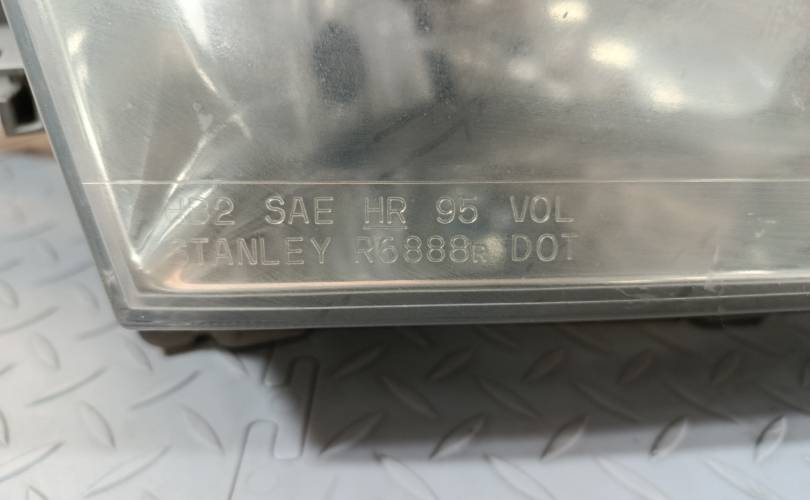 HB2 SAE HR 95 VOL
STANLEY R6888R DOT